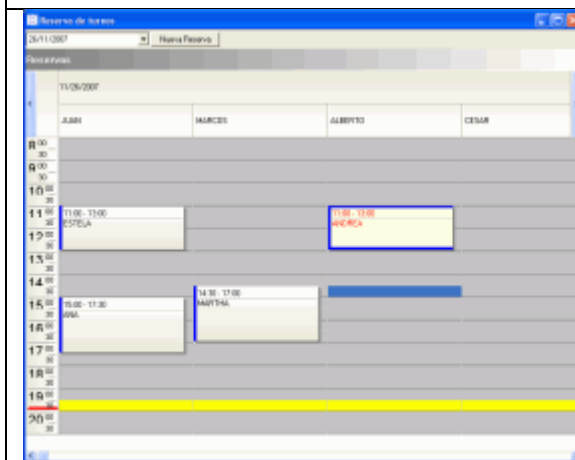 Reserva de turnos
26/11/2007
Nueva Reserva
Reservas
11/26/2007
JUAN
MARCOS
ALBERTO
CESAR
8 00
30
9 00
30
10 00
30
11 00
11:00 - 13:00
11:00 - 13:00
30
ESTELA
ANDREA
12 00
30
13 00
30
14 00
30
14:30 - 17:00
15 00
15:00 - 17:30
MARTHA
30
ANA
16 00
30
17 00
30
18 00
30
19 00
30
20 00
30